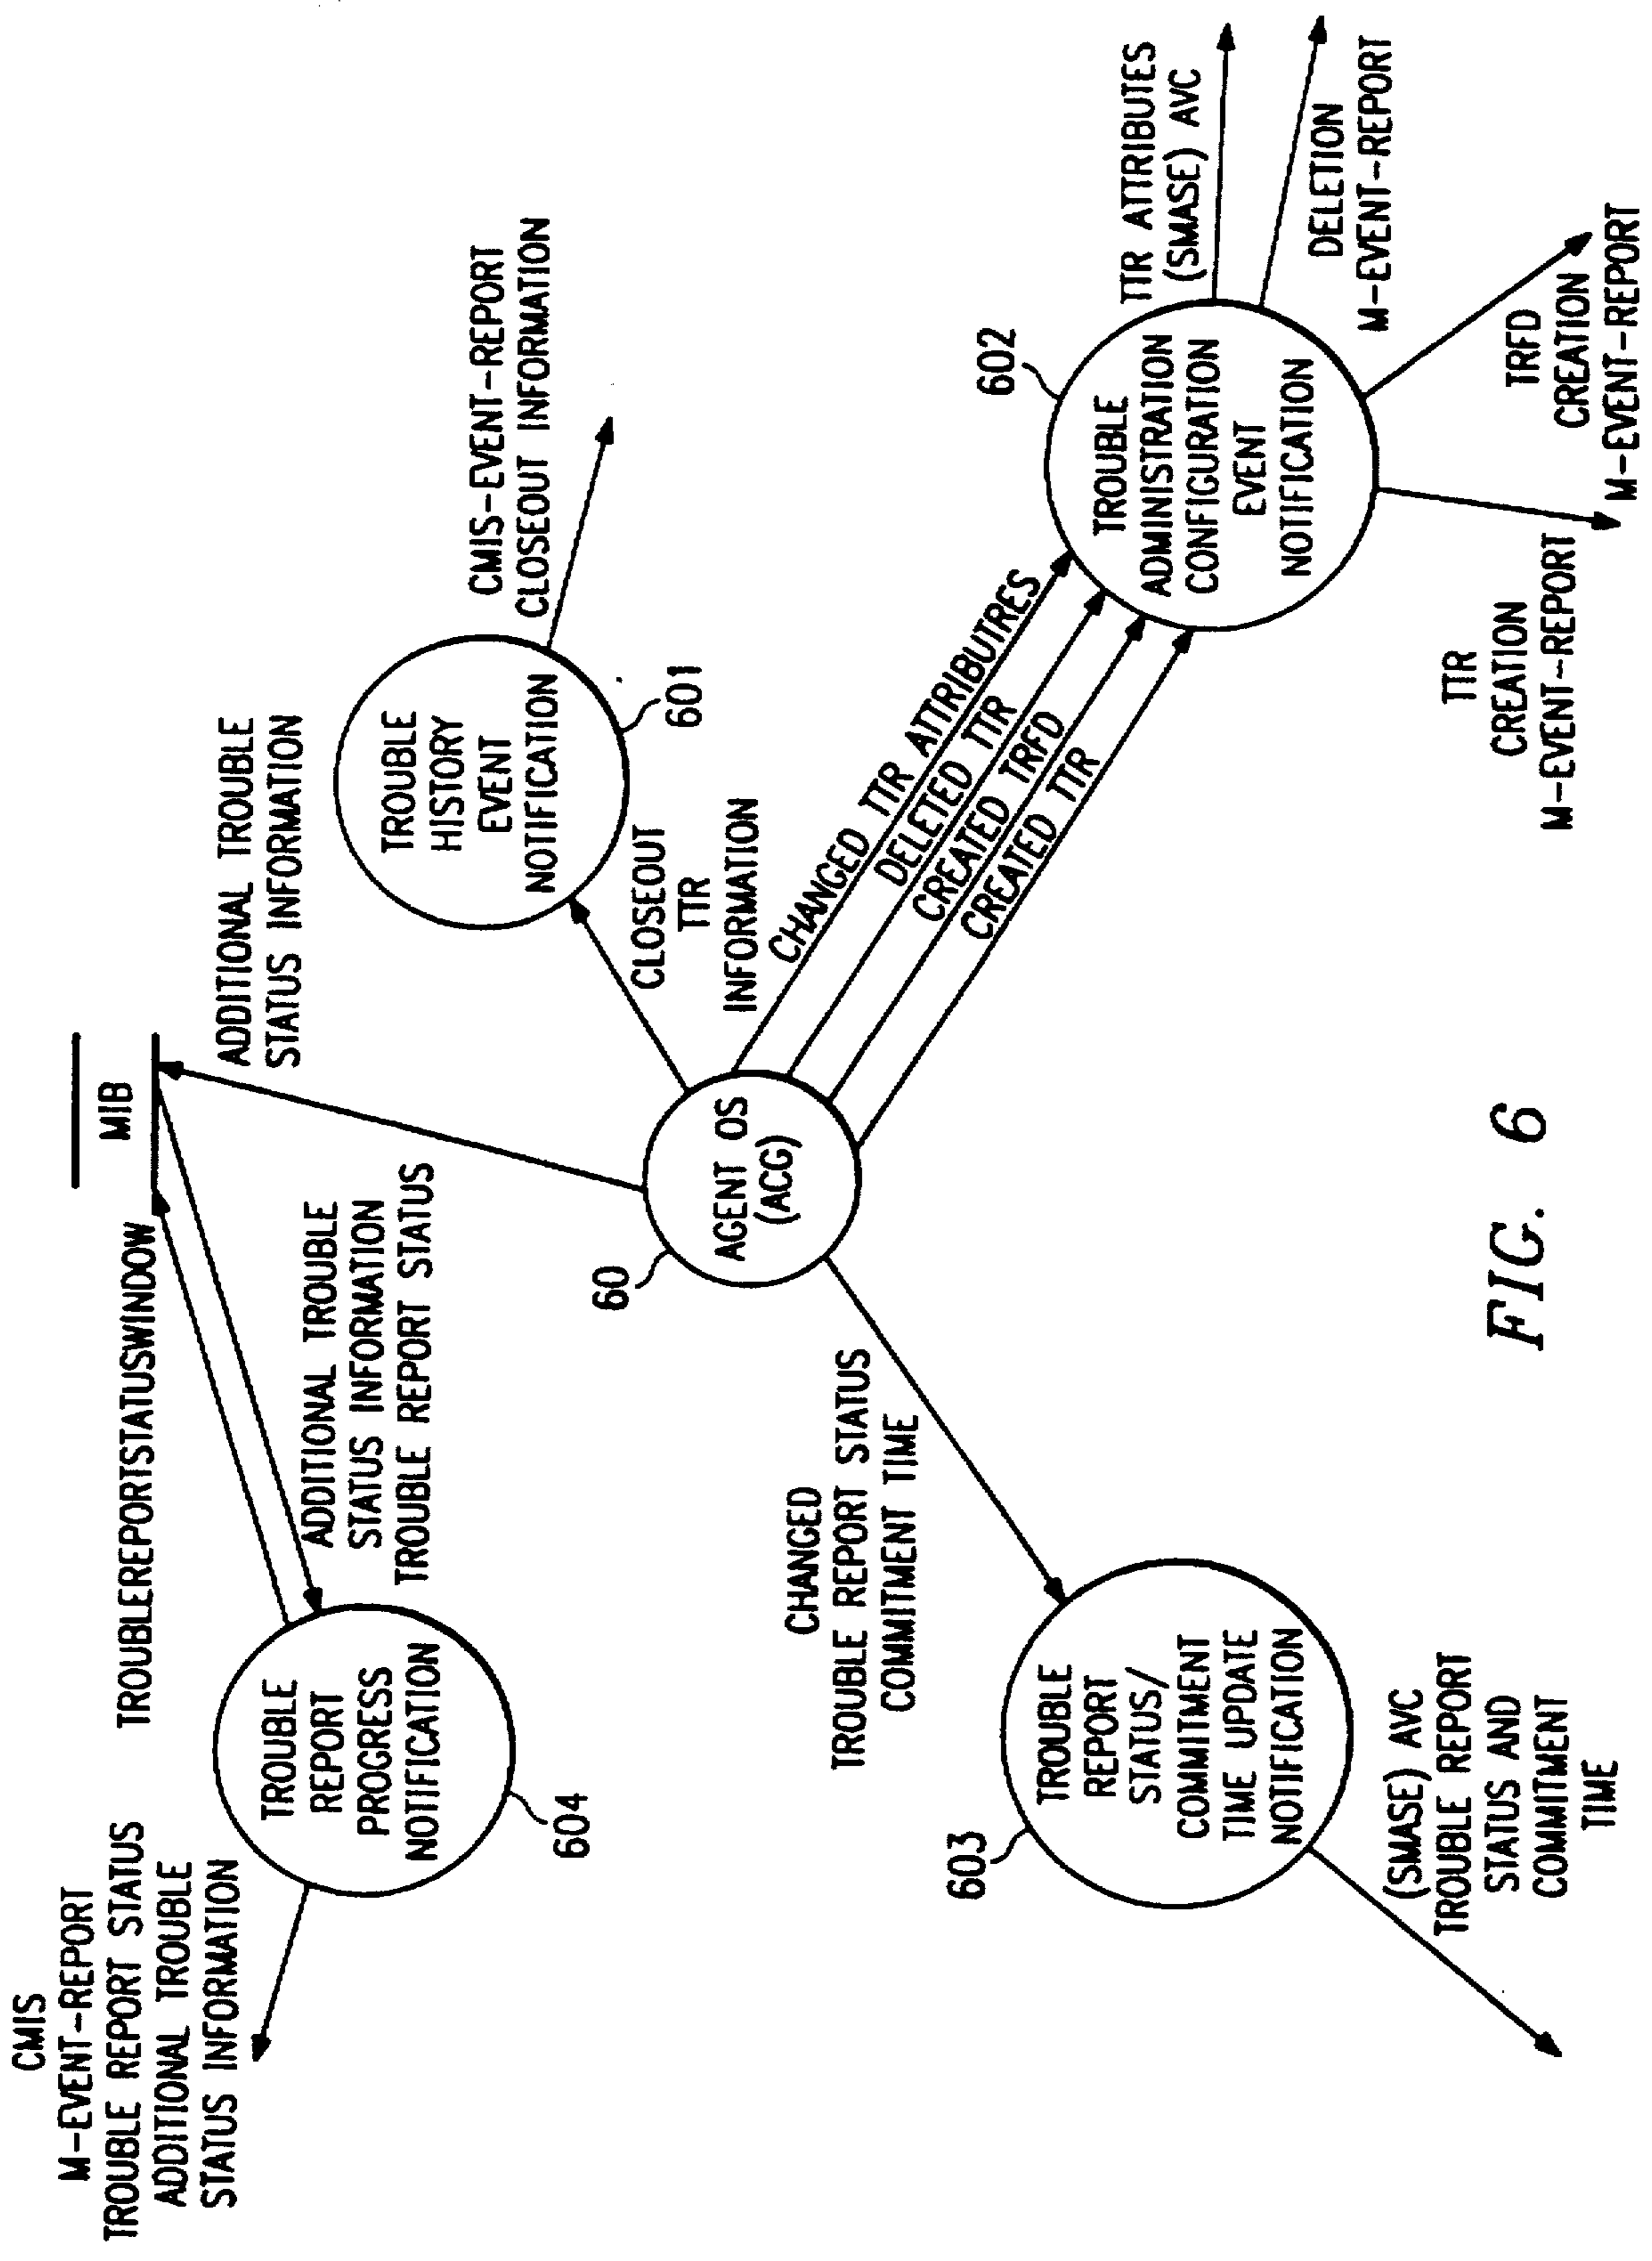 CMIS
M-EVENT-REPORT
TROUBLE REPORT STATUS
ADDITIONAL TROUBLE
STATUS INFORMATION
TROUBLE
REPORT
PROGRESS
NOTIFICATION
604
TROUBLEREPORTSTATUSWINDOW
MIB
ADDITIONAL TROUBLE
STATUS INFORMATION
TROUBLE REPORT STATUS
ADDITIONAL TROUBLE
STATUS INFORMATION
TROUBLE
HISTORY
EVENT
NOTIFICATION
601
CMIS-EVENT-REPORT
CLOSEOUT INFORMATION
CLOSEOUT
TTR
INFORMATION
60
AGENT OS
(ACG)
CHANGED TTR ATTRIBUTRES
DELETED TTR
CREATED TRFD
CREATED TTR
CHANGED
TROUBLE REPORT STATUS
COMMITMENT TIME
603
TROUBLE
REPORT
STATUS/
COMMITMENT
TIME UPDATE
NOTIFICATION
(SMASE) AVC
TROUBLE REPORT
STATUS AND
COMMITMENT
TIME
602
TROUBLE
ADMINISTRATION
CONFIGURATION
EVENT
NOTIFICATION
TTR ATTRIBUTES
(SMASE) AVC
DELETION
M-EVENT-REPORT
TRFD
CREATION
M-EVENT-REPORT
TTR
CREATION
M-EVENT-REPORT
FIG. 6